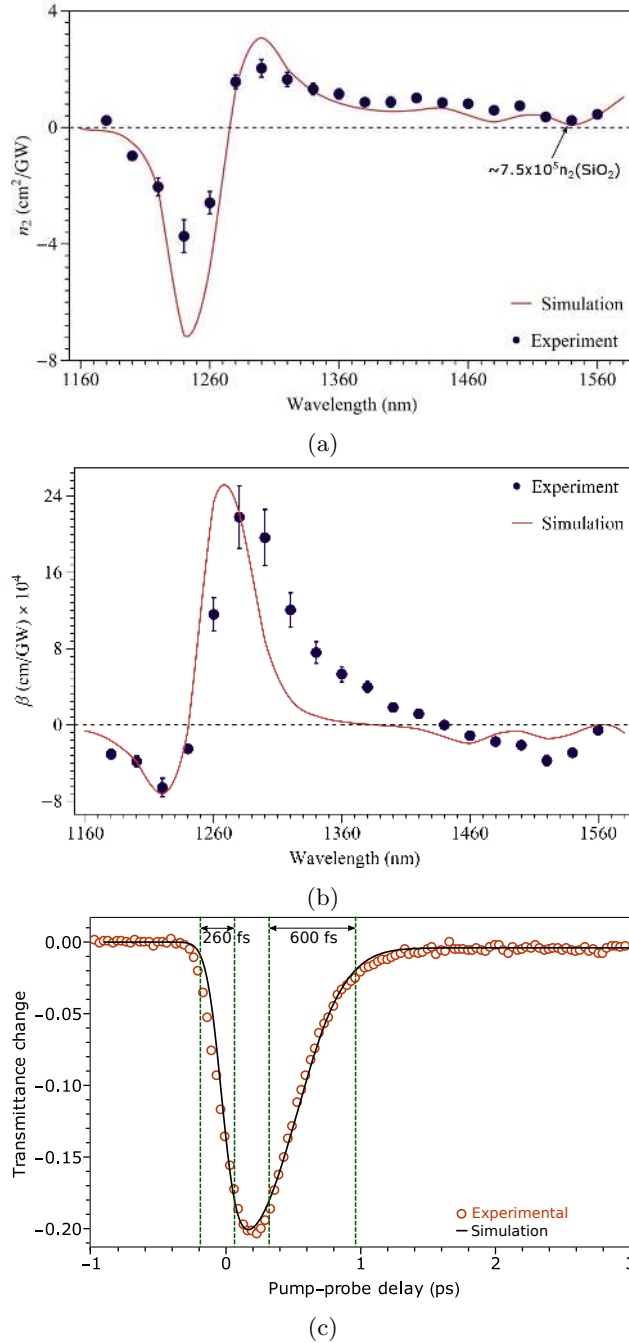 4
0
−4
−8
n₂ (cm²/GW)
~7.5x10⁵n₂(SiO₂)
Simulation
Experiment
1160 1260 1360 1460 1560
Wavelength (nm)
(a)
24
16
8
0
−8
β (cm/GW) × 10⁴
Experiment
Simulation
1160 1260 1360 1460 1560
Wavelength (nm)
(b)
0.00
−0.05
−0.10
−0.15
−0.20
Transmittance change
260 fs 600 fs
Experimental
Simulation
−1 0 1 2 3
Pump–probe delay (ps)
(c)